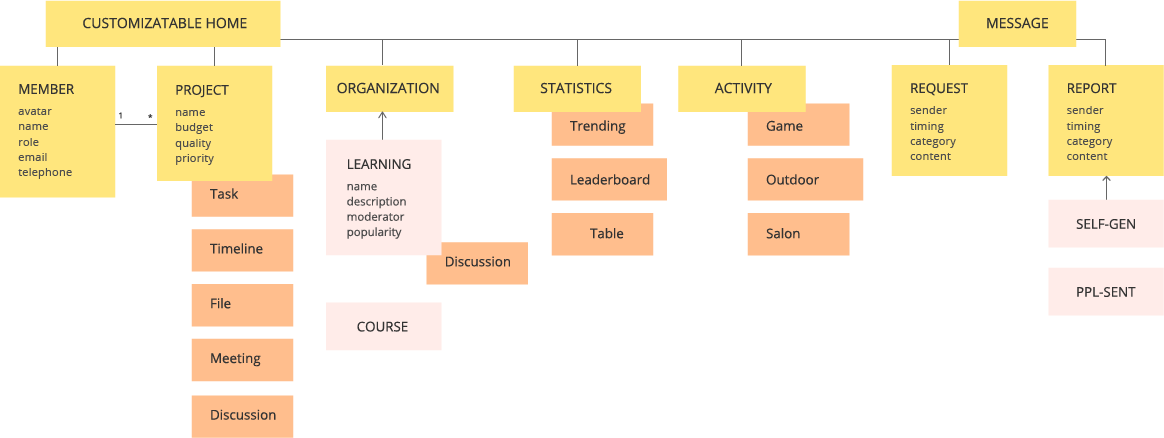 CUSTOMIZATABLE HOME
MESSAGE
MEMBER
avatar
name
role
email
telephone
1
*
PROJECT
name
budget
quality
priority
Task
Timeline
File
Meeting
Discussion
ORGANIZATION
LEARNING
name
description
moderator
popularity
Discussion
COURSE
STATISTICS
Trending
Leaderboard
Table
ACTIVITY
Game
Outdoor
Salon
REQUEST
sender
timing
category
content
REPORT
sender
timing
category
content
SELF-GEN
PPL-SENT